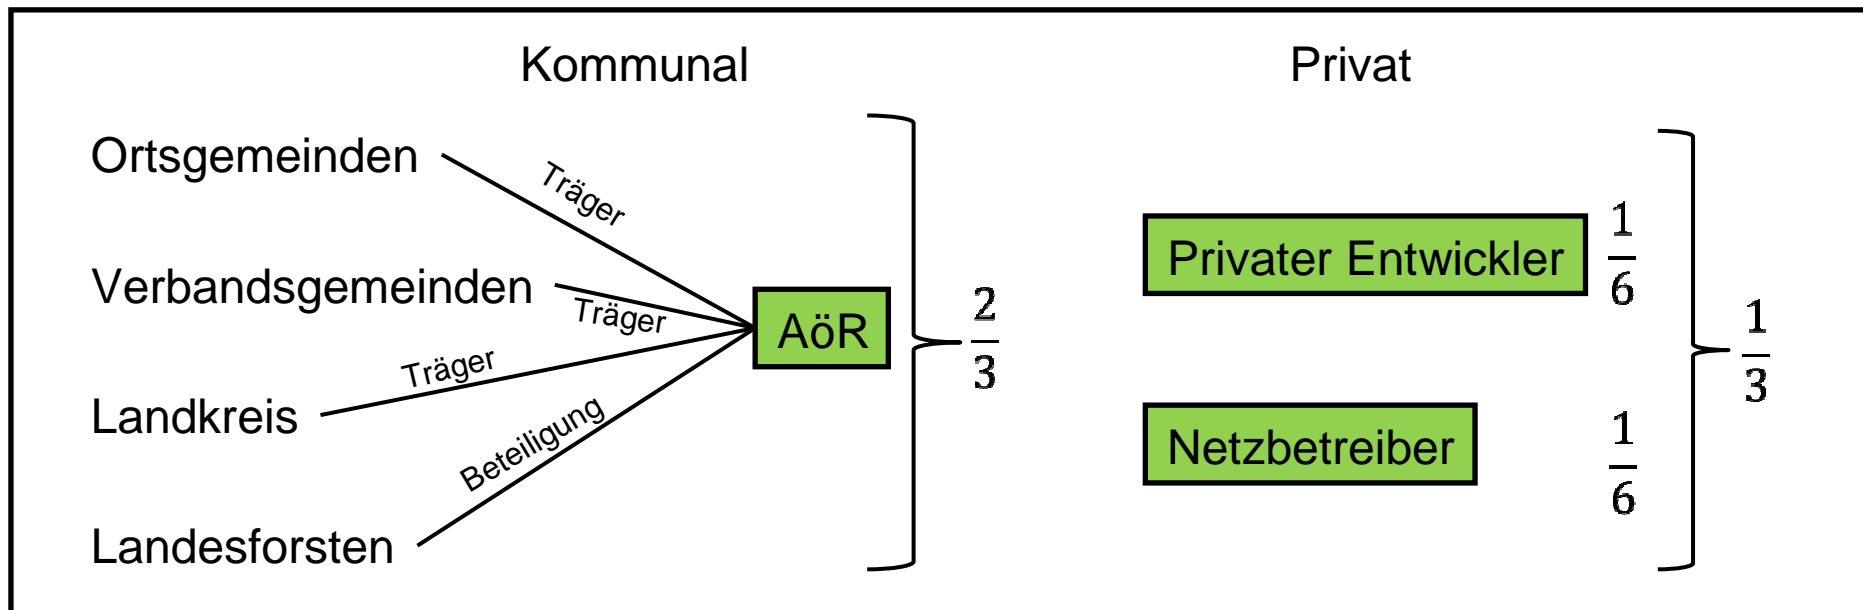 Kommunal
Privat
Ortsgemeinden
Träger
Verbandsgemeinden
Träger
Landkreis
Träger
Landesforsten
Beteiligung
AöR
2
3
Privater Entwickler
1
6
Netzbetreiber
1
6
1
3